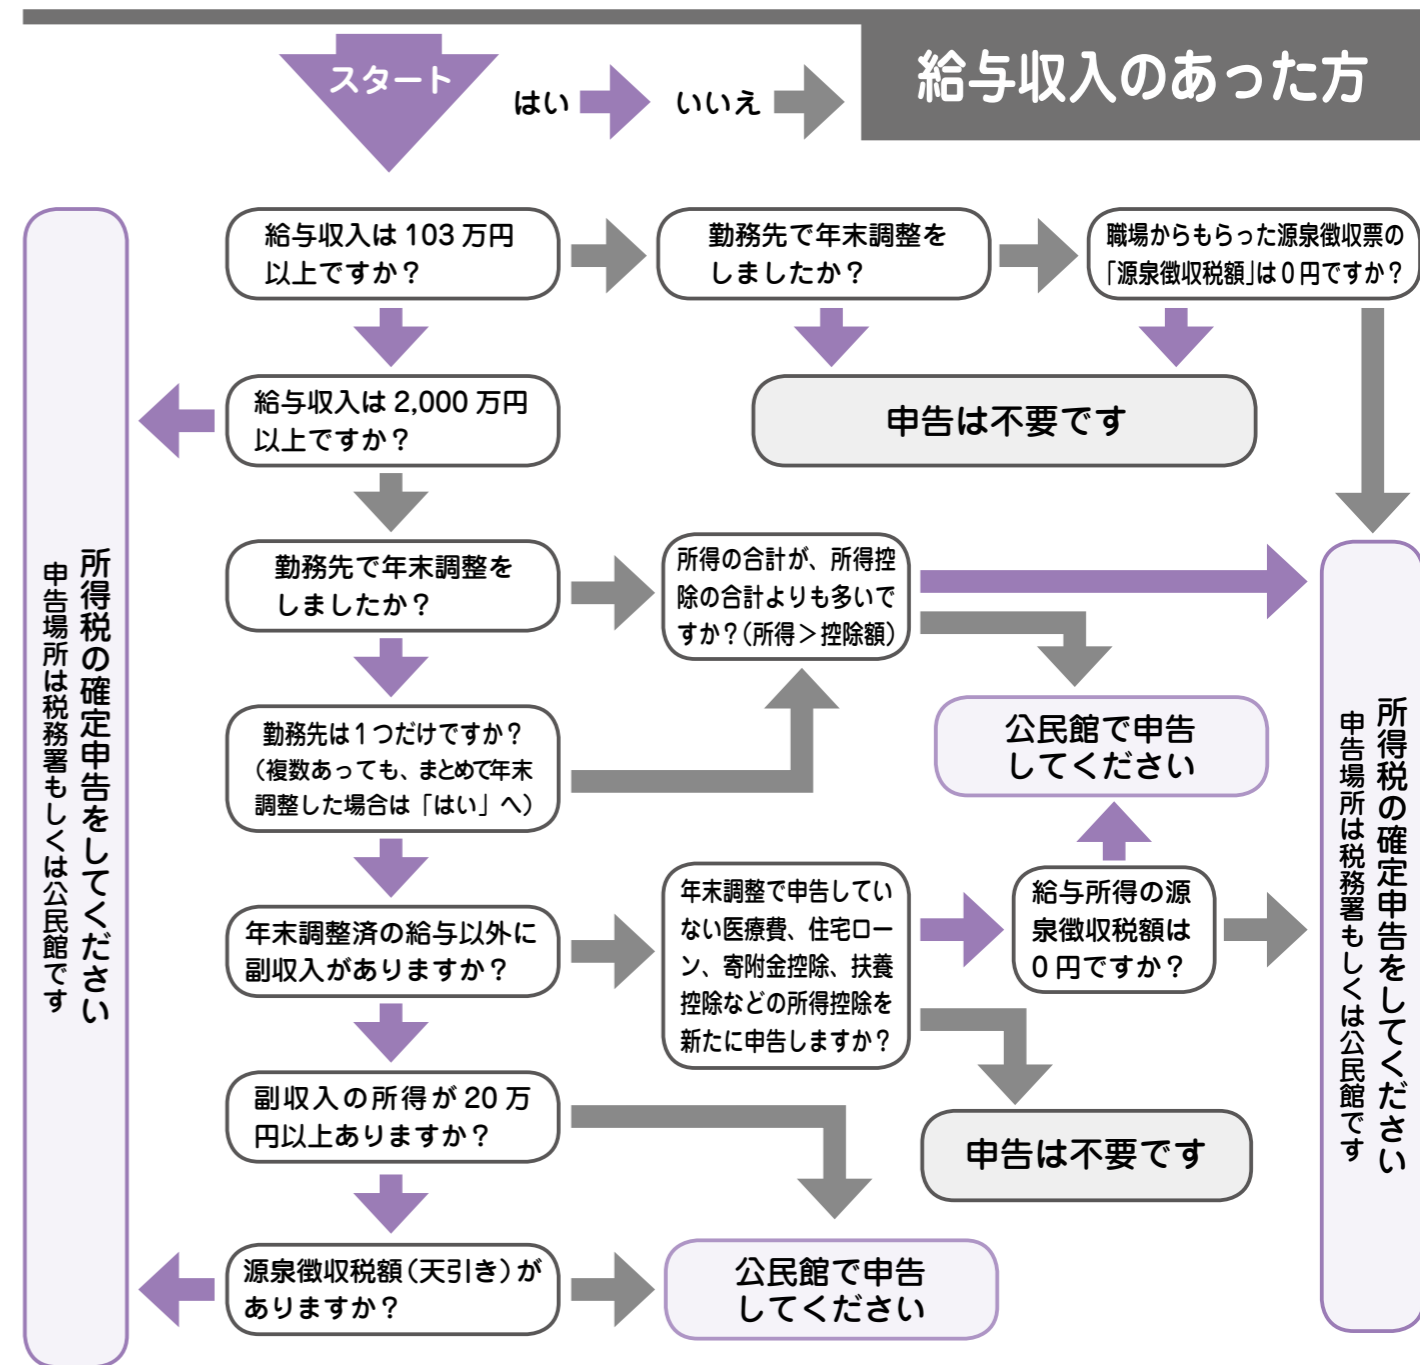 スタート
はい
いいえ
給与収入のあった方
給与収入は 103 万円
以上ですか？
勤務先で年末調整を
しましたか？
職場からもらった源泉徴収票の
「源泉徴収税額」は０円ですか？
給与収入は 2,000 万円
以上ですか？
申告は不要です
勤務先で年末調整を
しましたか？
所得の合計が、所得控
除の合計よりも多いで
すか？（所得＞控除額）
勤務先は１つだけですか？
（複数あっても、まとめて年末
調整した場合は「はい」へ）
公民館で申告
してください
年末調整済の給与以外に
副収入がありますか？
年末調整で申告してい
ない医療費、住宅ロー
ン、寄附金控除、扶養
控除などの所得控除を
新たに申告しますか？
給与所得の源
泉徴収税額は
０円ですか？
副収入の所得が 20 万
円以上ありますか？
申告は不要です
源泉徴収税額（天引き）が
ありますか？
公民館で申告
してください
所得税の確定申告をしてください
申告場所は税務署もしくは公民館です
所得税の確定申告をしてください
申告場所は税務署もしくは公民館です